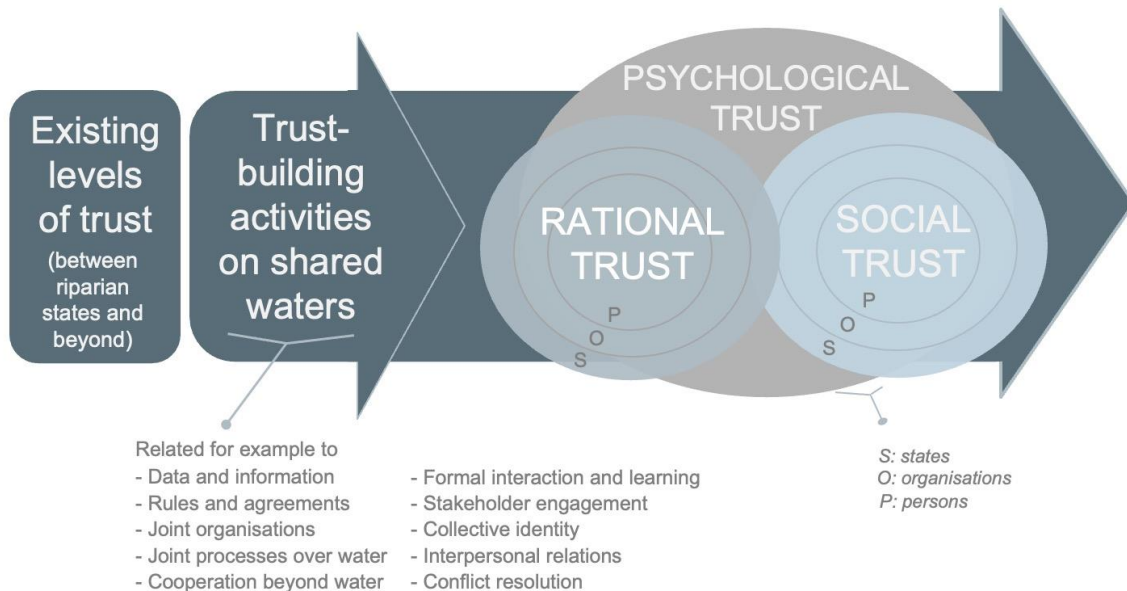 Existing
levels
of trust
(between
riparian
states and
beyond)
Trust-
building
activities
on shared
waters
PSYCHOLOGICAL
TRUST
RATIONAL
TRUST
P
O
S
SOCIAL
TRUST
P
O
S
Related for example to
- Data and information
- Rules and agreements
- Joint organisations
- Joint processes over water
- Cooperation beyond water
- Formal interaction and learning
- Stakeholder engagement
- Collective identity
- Interpersonal relations
- Conflict resolution
S: states
O: organisations
P: persons